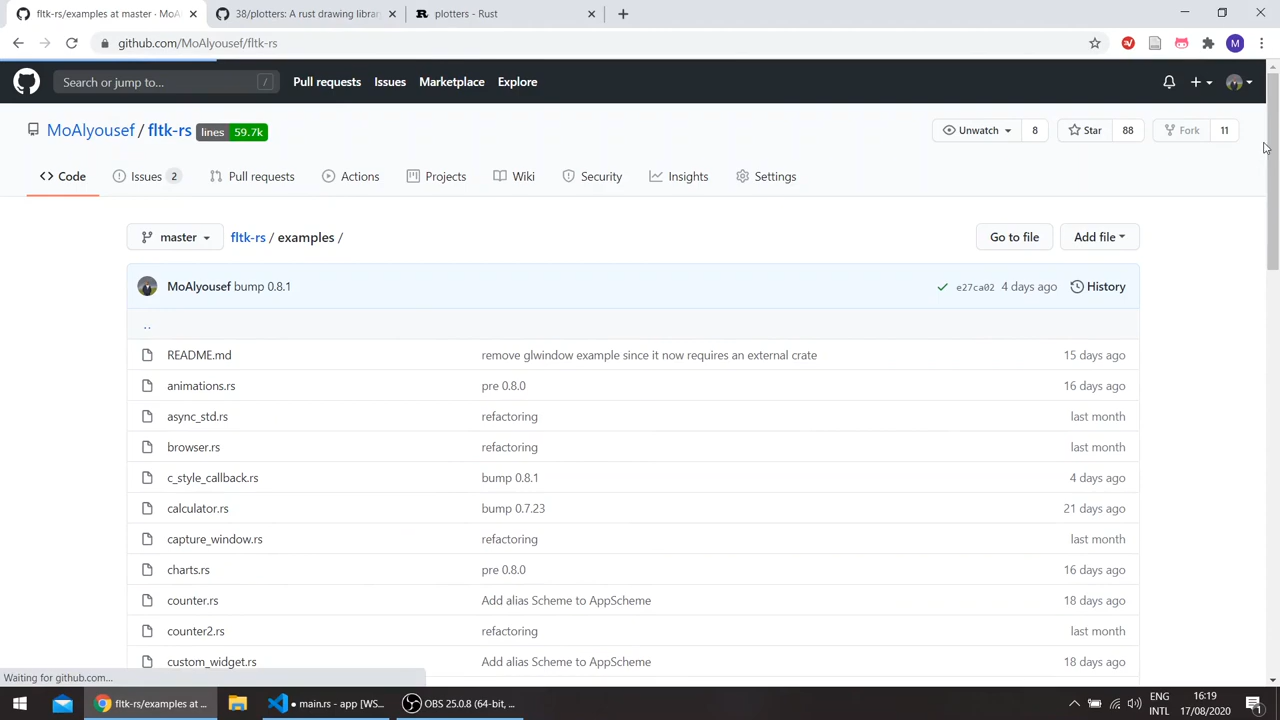 fltk-rs/examples at master · MoA
38/plotters: A rust drawing libra
plotters - Rust
github.com/MoAlyousef/fltk-rs
M
Search or jump to...
/
Pull requests
Issues
Marketplace
Explore
MoAlyousef / fltk-rs
lines 59.7k
Unwatch 8
Star 88
Fork 11
Code
Issues 2
Pull requests
Actions
Projects
Wiki
Security
Insights
Settings
master
fltk-rs / examples /
Go to file
Add file
MoAlyousef bump 0.8.1
e27ca02 4 days ago
History
..
README.md remove glwindow example since it now requires an external crate 15 days ago
animations.rs pre 0.8.0 16 days ago
async_std.rs refactoring last month
browser.rs refactoring last month
c_style_callback.rs bump 0.8.1 4 days ago
calculator.rs bump 0.7.23 21 days ago
capture_window.rs refactoring last month
charts.rs pre 0.8.0 16 days ago
counter.rs Add alias Scheme to AppScheme 18 days ago
counter2.rs refactoring last month
custom_widget.rs Add alias Scheme to AppScheme 18 days ago
Waiting for github.com...
fltk-rs/examples at ...
● main.rs - app [WS...
OBS 25.0.8 (64-bit, ...
ENG
INTL
16:19
17/08/2020
1